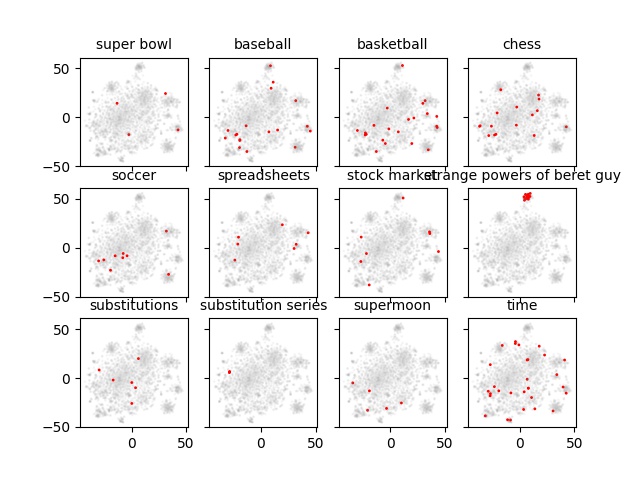 super bowl
baseball
basketball
chess
50
0
−50
soccer
spreadsheets
stock market
strange powers of beret guy
50
0
−50
substitutions
substitution series
supermoon
time
50
0
−50
0 50
0 50
0 50
0 50